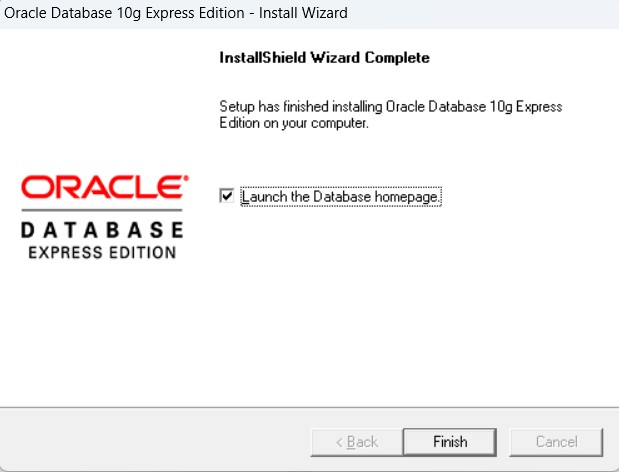 Oracle Database 10g Express Edition - Install Wizard
InstallShield Wizard Complete
Setup has finished installing Oracle Database 10g Express
Edition on your computer.
ORACLE®
DATABASE
EXPRESS EDITION
Launch the Database homepage.
< Back
Finish
Cancel